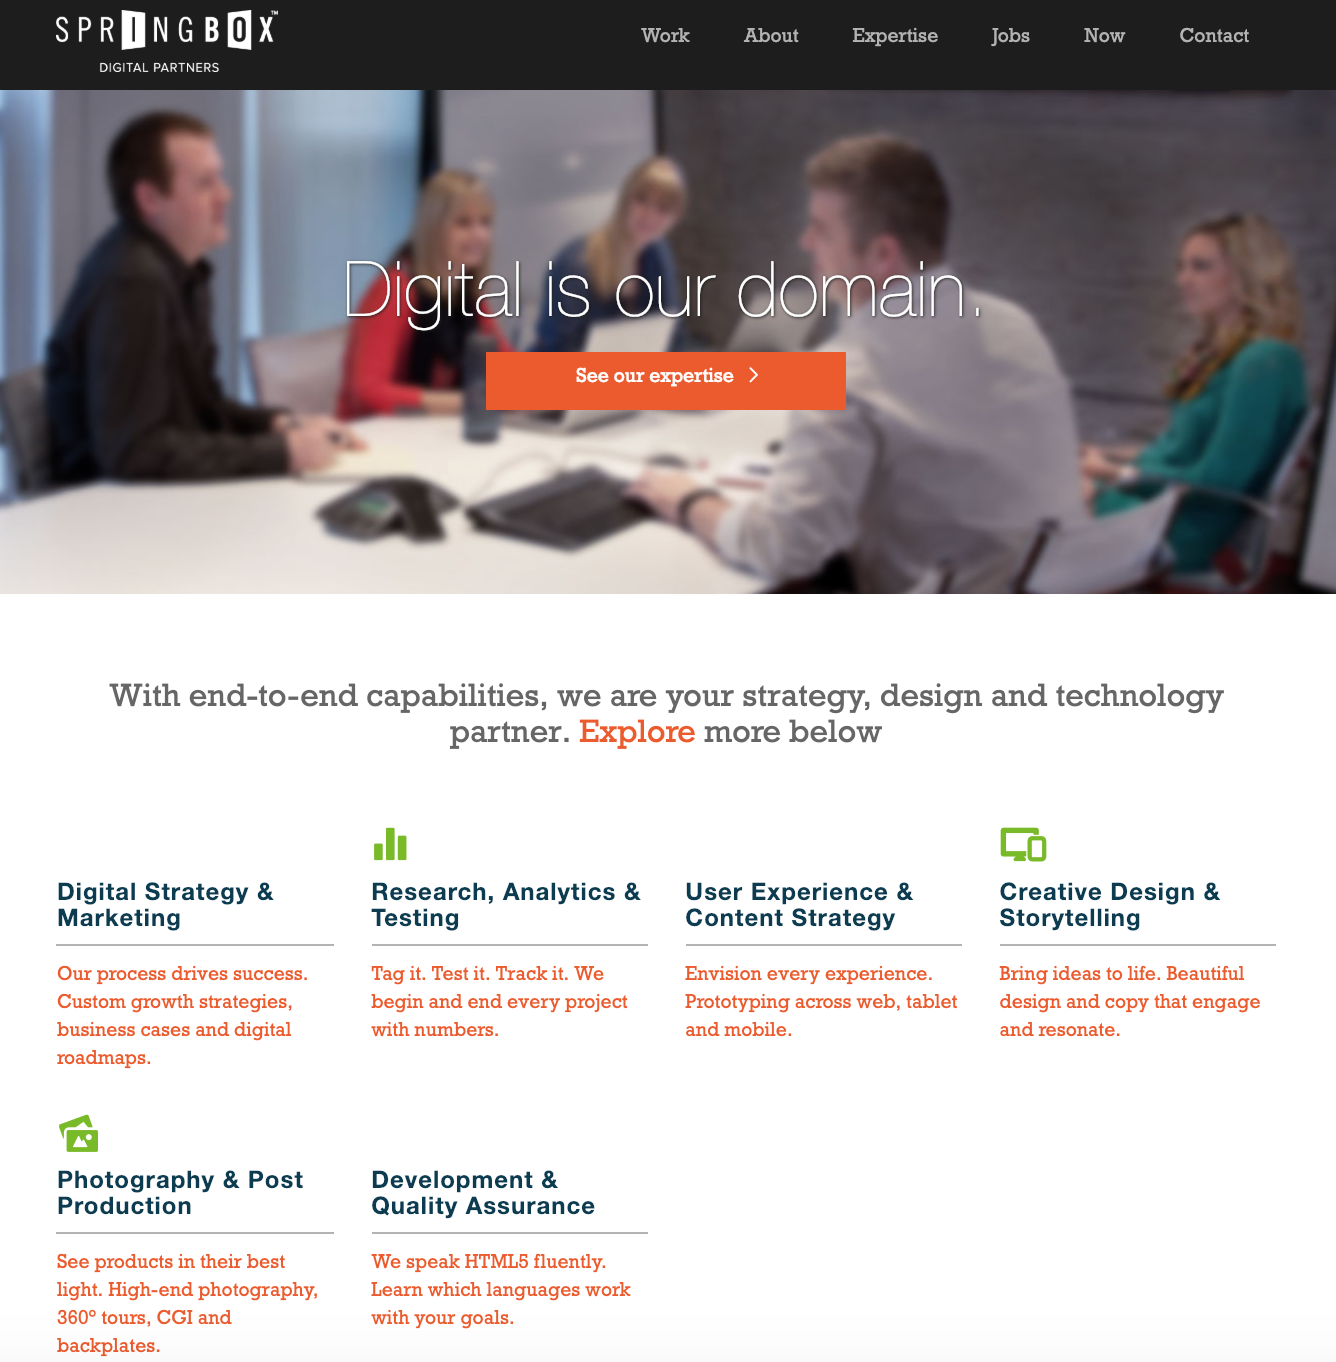 SPRINGBOX™
DIGITAL PARTNERS
Work About Expertise Jobs Now Contact
Digital is our domain.
See our expertise
With end-to-end capabilities, we are your strategy, design and technology
partner. Explore more below
Digital Strategy &
Marketing
Our process drives success.
Custom growth strategies,
business cases and digital
roadmaps.
Research, Analytics &
Testing
Tag it. Test it. Track it. We
begin and end every project
with numbers.
User Experience &
Content Strategy
Envision every experience.
Prototyping across web, tablet
and mobile.
Creative Design &
Storytelling
Bring ideas to life. Beautiful
design and copy that engage
and resonate.
Photography & Post
Production
See products in their best
light. High-end photography,
360° tours, CGI and
backplates.
Development &
Quality Assurance
We speak HTML5 fluently.
Learn which languages work
with your goals.